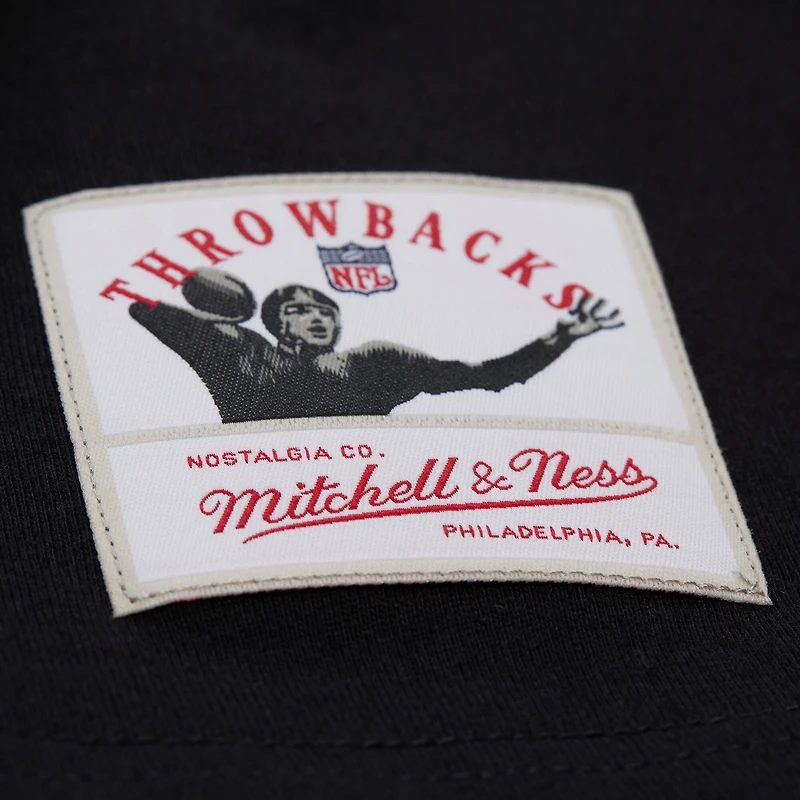 THROWBACKS
NFL
NOSTALGIA CO.
Mitchell & Ness
PHILADELPHIA, PA.